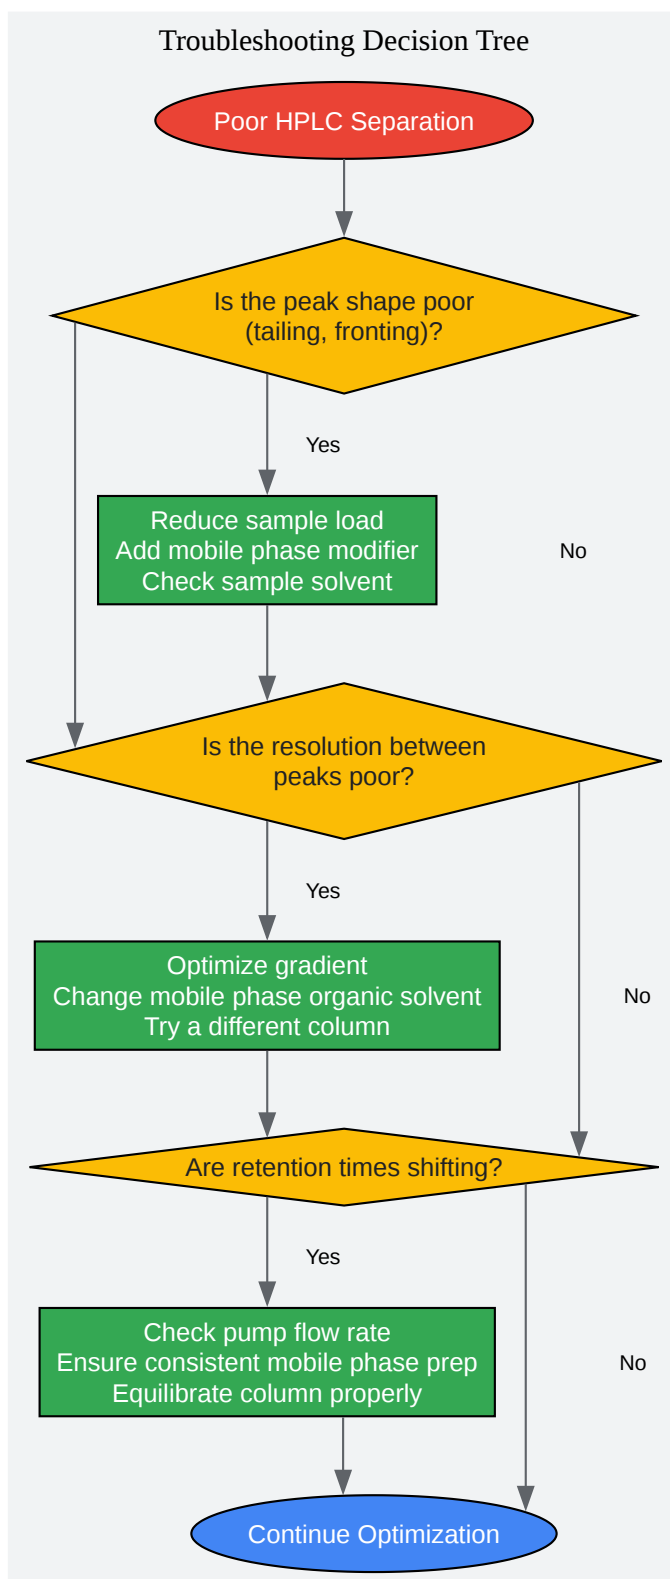 Troubleshooting Decision Tree
Poor HPLC Separation
Is the peak shape poor
(tailing, fronting)?
Yes
Reduce sample load
Add mobile phase modifier
Check sample solvent
No
Is the resolution between
peaks poor?
Yes
Optimize gradient
Change mobile phase organic solvent
Try a different column
No
Are retention times shifting?
Yes
Check pump flow rate
Ensure consistent mobile phase prep
Equilibrate column properly
No
Continue Optimization